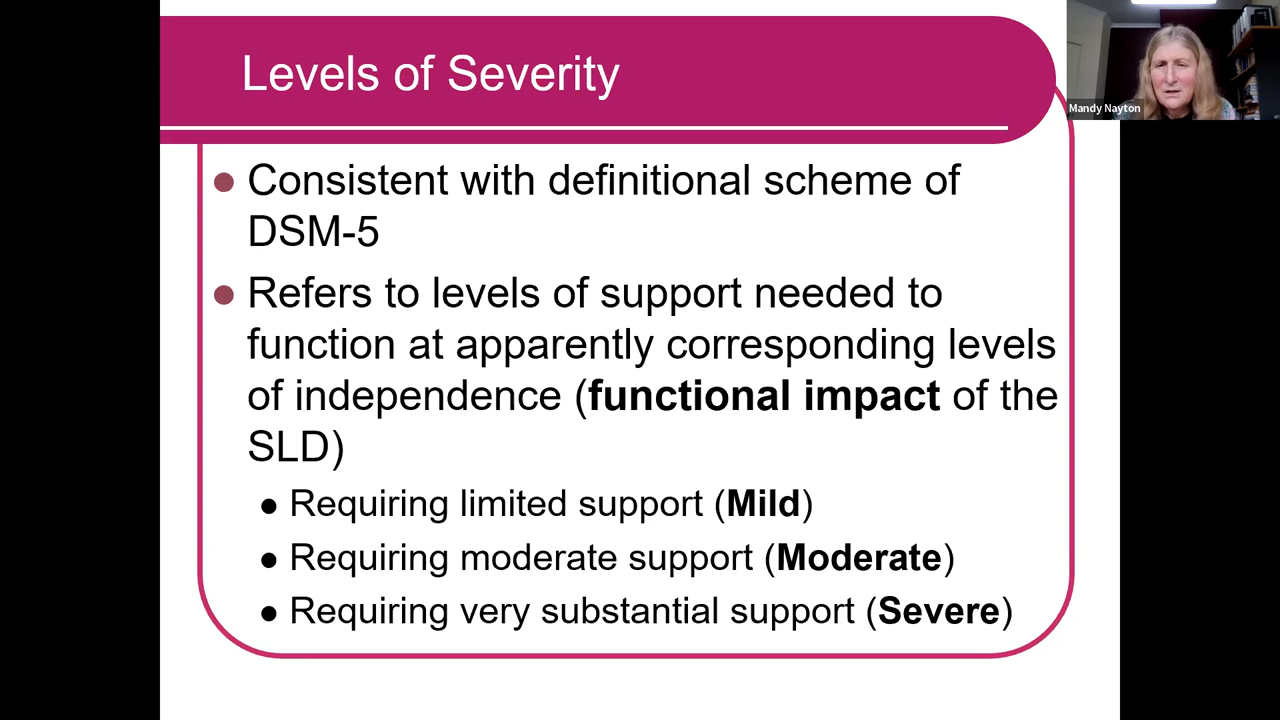 Levels of Severity
Mandy Nayton
Consistent with definitional scheme of
DSM-5
Refers to levels of support needed to
function at apparently corresponding levels
of independence (functional impact of the
SLD)
Requiring limited support (Mild)
Requiring moderate support (Moderate)
Requiring very substantial support (Severe)